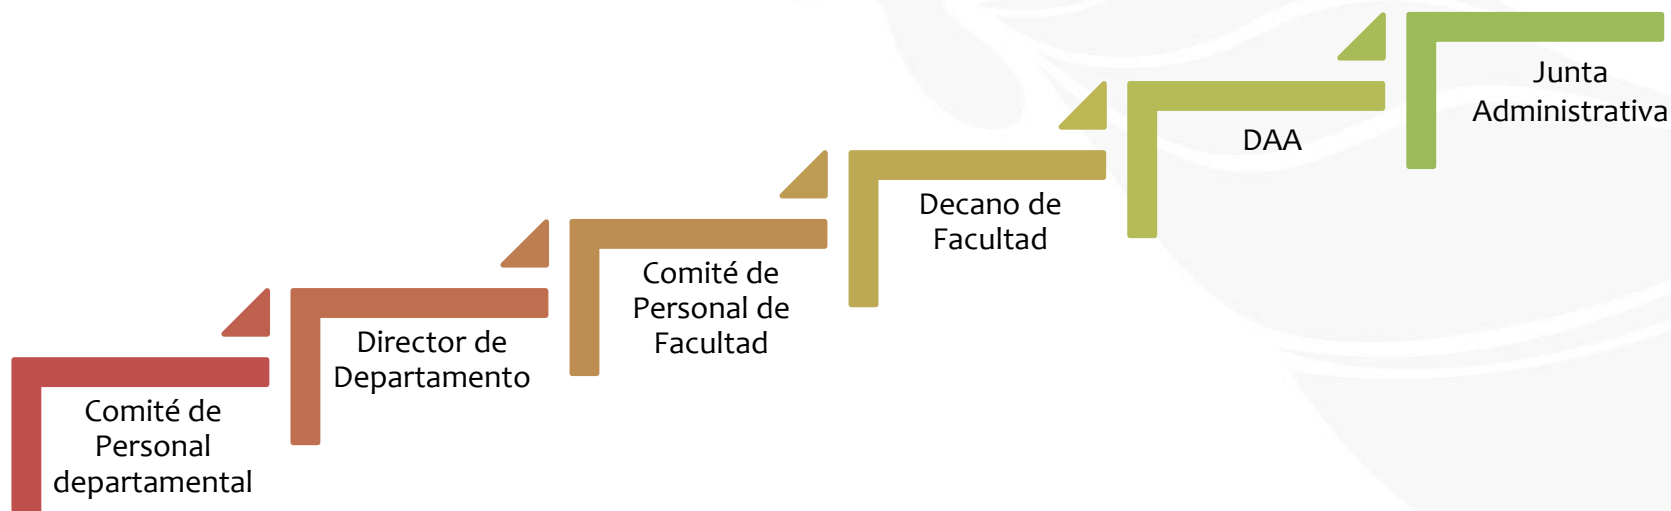 Comité de
Personal
departamental
Director de
Departamento
Comité de
Personal de
Facultad
Decano de
Facultad
DAA
Junta
Administrativa